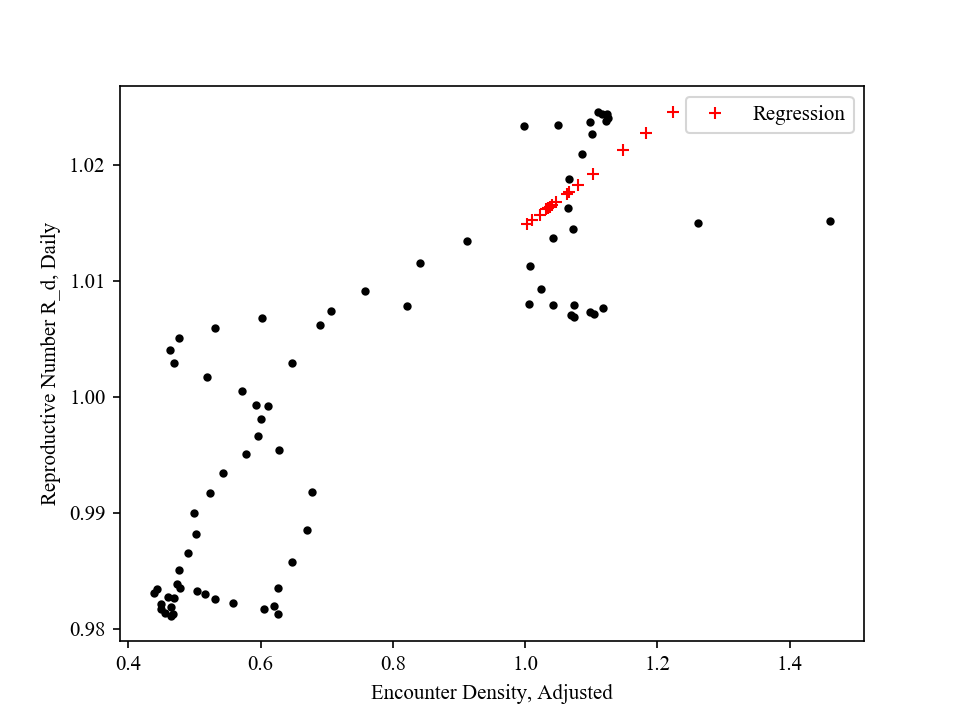 Regression
1.02
1.01
1.00
0.99
0.98
Reproductive Number R_d, Daily
0.4 0.6 0.8 1.0 1.2 1.4
Encounter Density, Adjusted